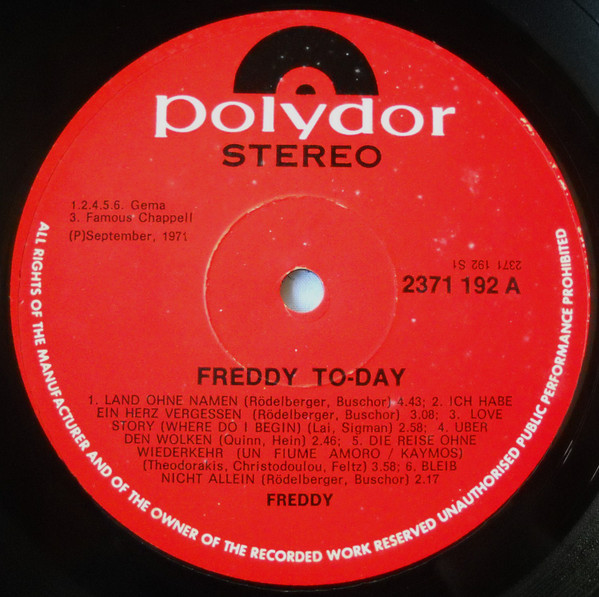 polydor
STEREO
1.2.4.5.6. Gema
3. Famous Chappell
(P)September, 1971
2371 192 S1
2371 192 A
FREDDY TO-DAY
1. LAND OHNE NAMEN (Rödelberger, Buschor) 4.43; 2. ICH HABE
EIN HERZ VERGESSEN (Rödelberger, Buschor) 3.08; 3. LOVE
STORY (WHERE DO I BEGIN) (Lai, Sigman) 2.58; 4. UBER
DEN WOLKEN (Quinn, Hein) 2.46; 5. DIE REISE OHNE
WIEDERKEHR (UN FIUME AMORO / KAYMOS)
(Theodorakis, Christodoulou, Feltz) 3.58; 6. BLEIB
NICHT ALLEIN (Rödelberger, Buschor) 2.17
FREDDY
ALL RIGHTS OF THE MANUFACTURER AND OF THE OWNER OF THE RECORDED WORK RESERVED UNAUTHORISED PUBLIC PERFORMANCE PROHIBITED